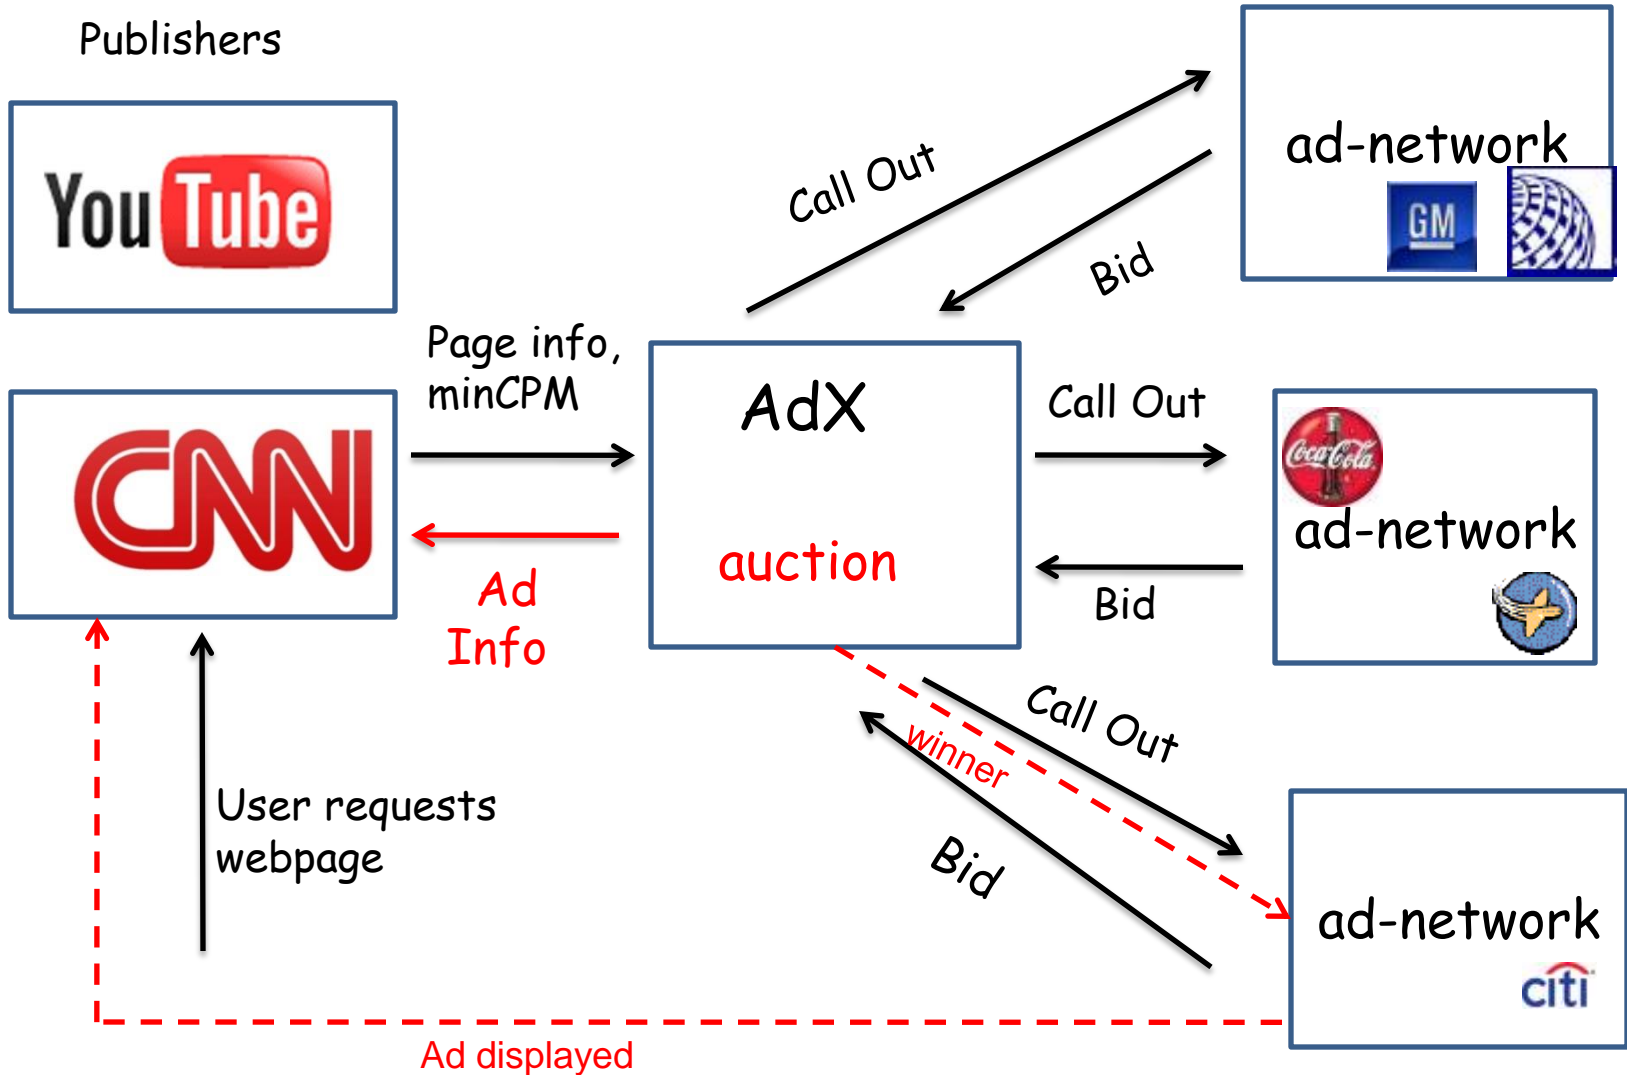 Publishers
YouTube
CNN
Page info,
minCPM
Ad
Info
User requests
webpage
AdX
auction
Call Out
Bid
ad-network
GM
Call Out
Bid
Coca-Cola
ad-network
Call Out
winner
Bid
ad-network
citi
Ad displayed